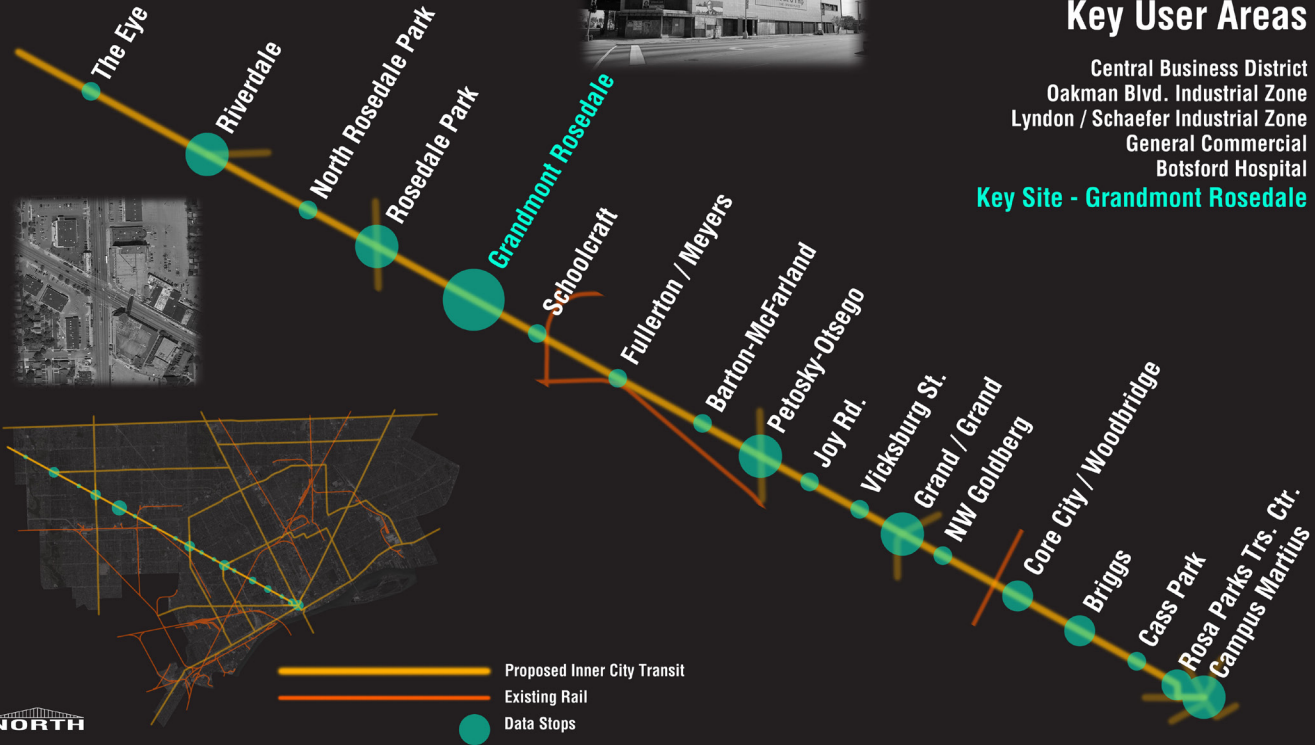 Key User Areas
Central Business District
Oakman Blvd. Industrial Zone
Lyndon / Schaefer Industrial Zone
General Commercial
Botsford Hospital
Key Site - Grandmont Rosedale
The Eye
Riverdale
North Rosedale Park
Rosedale Park
Grandmont Rosedale
Schoolcraft
Fullerton / Meyers
Barton-McFarland
Petosky-Otsego
Joy Rd.
Vicksburg St.
Grand / Grand
NW Goldberg
Core City / Woodbridge
Briggs
Cass Park
Rosa Parks Trs. Ctr.
Campus Martius
Proposed Inner City Transit
Existing Rail
Data Stops
NORTH